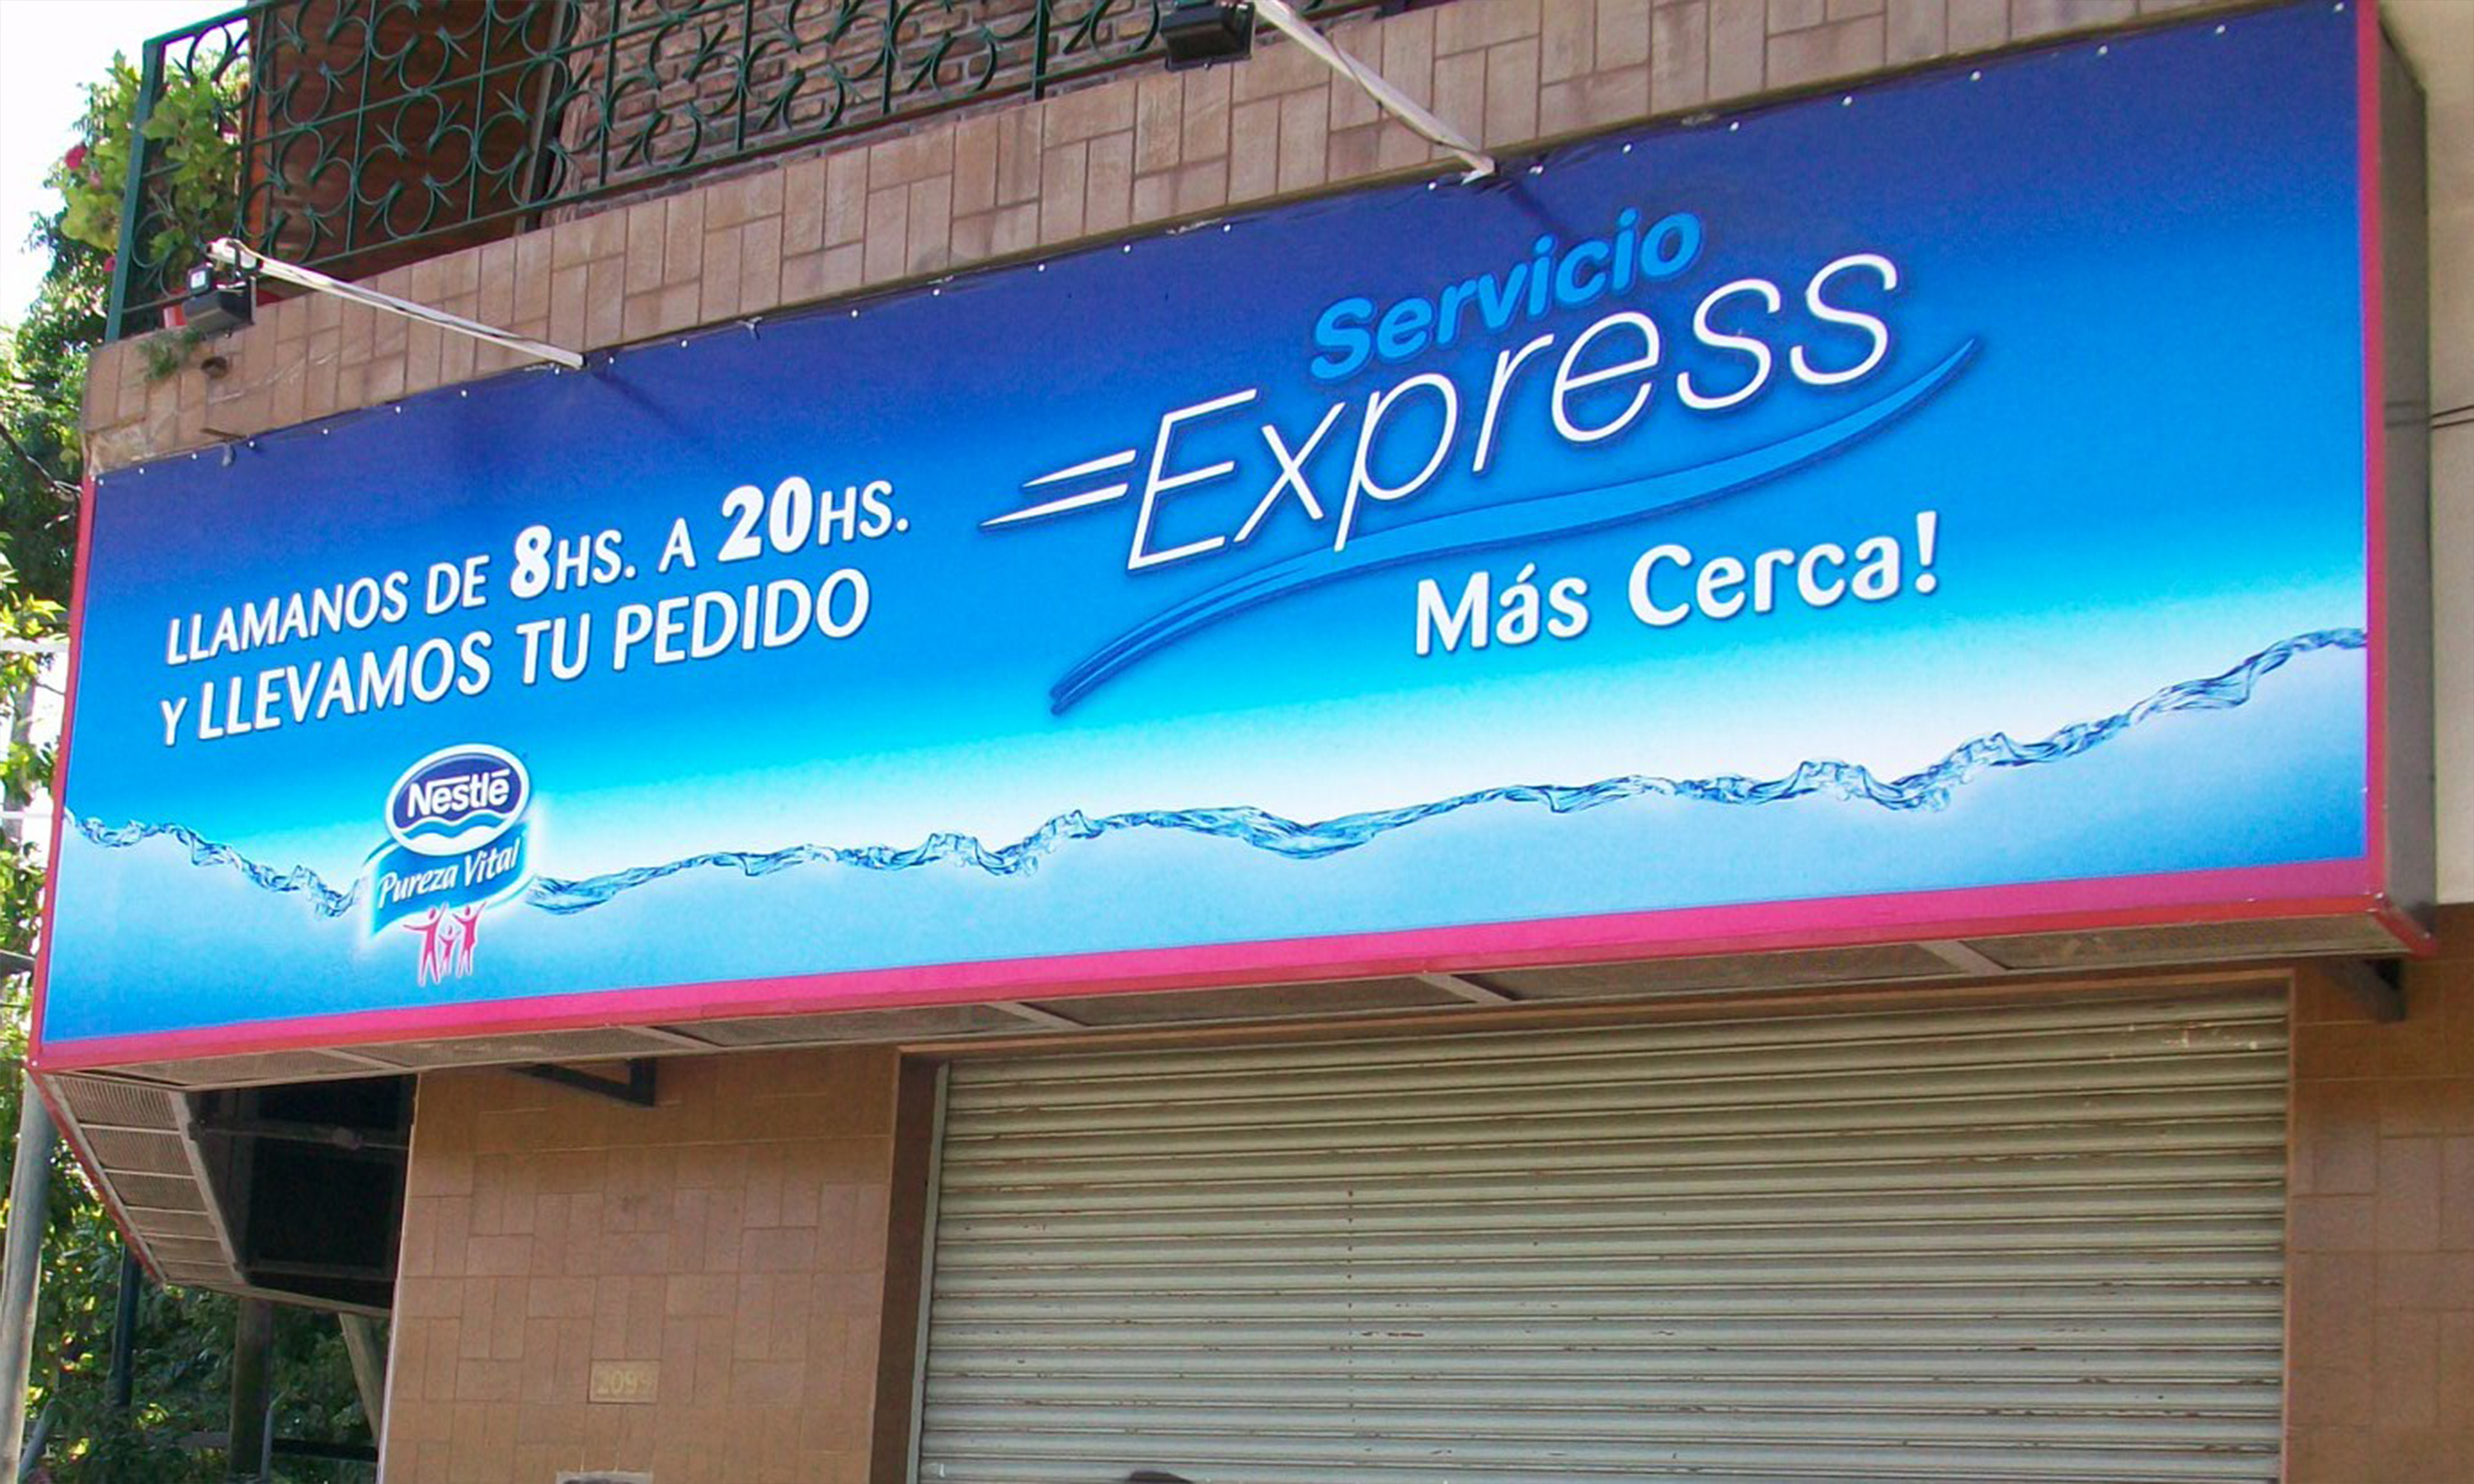 LLAMANOS DE 8HS. A 20HS.
Y LLEVAMOS TU PEDIDO
Nestlé
Pureza Vital
Servicio
Express
Más Cerca!